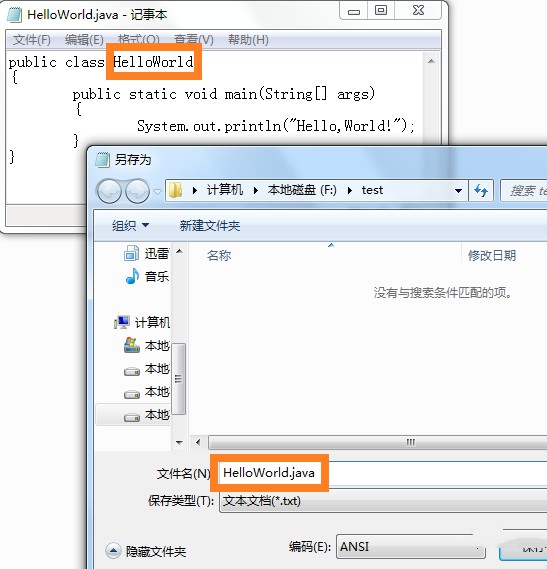 HelloWorld.java - 记事本
文件(F) 编辑(E) 格式(O) 查看(V) 帮助(H)
public class HelloWorld
{
public static void main(String[] args)
{
System.out.println("Hello,World!");
}
}
另存为
计算机 本地磁盘 (F:) test
搜索 te
组织 新建文件夹
迅雷
音乐
计算机
本地
本地
本地
本地
名称 修改日期
没有与搜索条件匹配的项。
文件名(N) HelloWorld.java
保存类型(T): 文本文档(*.txt)
隐藏文件夹 编码(E): ANSI